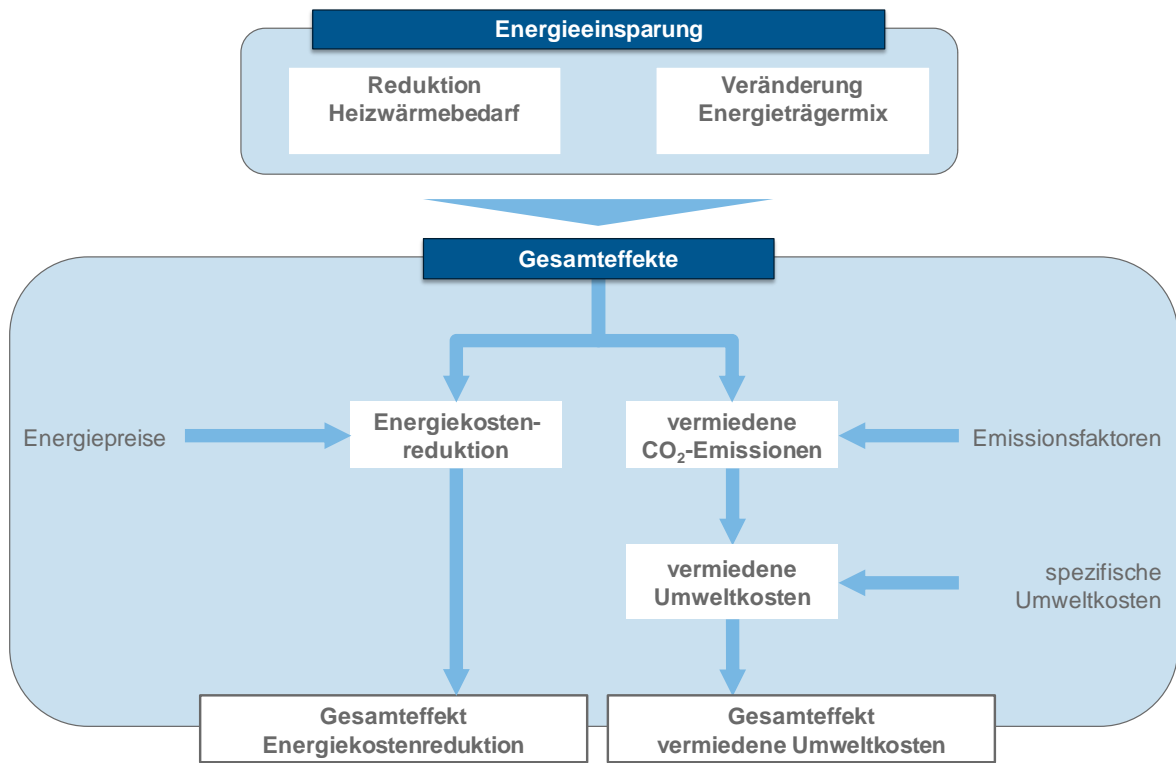 Energieeinsparung
Reduktion
Heizwärmebedarf
Veränderung
Energieträgermix
Gesamteffekte
Energiepreise
Energiekosten-
reduktion
vermiedene
CO₂-Emissionen
Emissionsfaktoren
vermiedene
Umweltkosten
spezifische
Umweltkosten
Gesamteffekt
Energiekostenreduktion
Gesamteffekt
vermiedene Umweltkosten